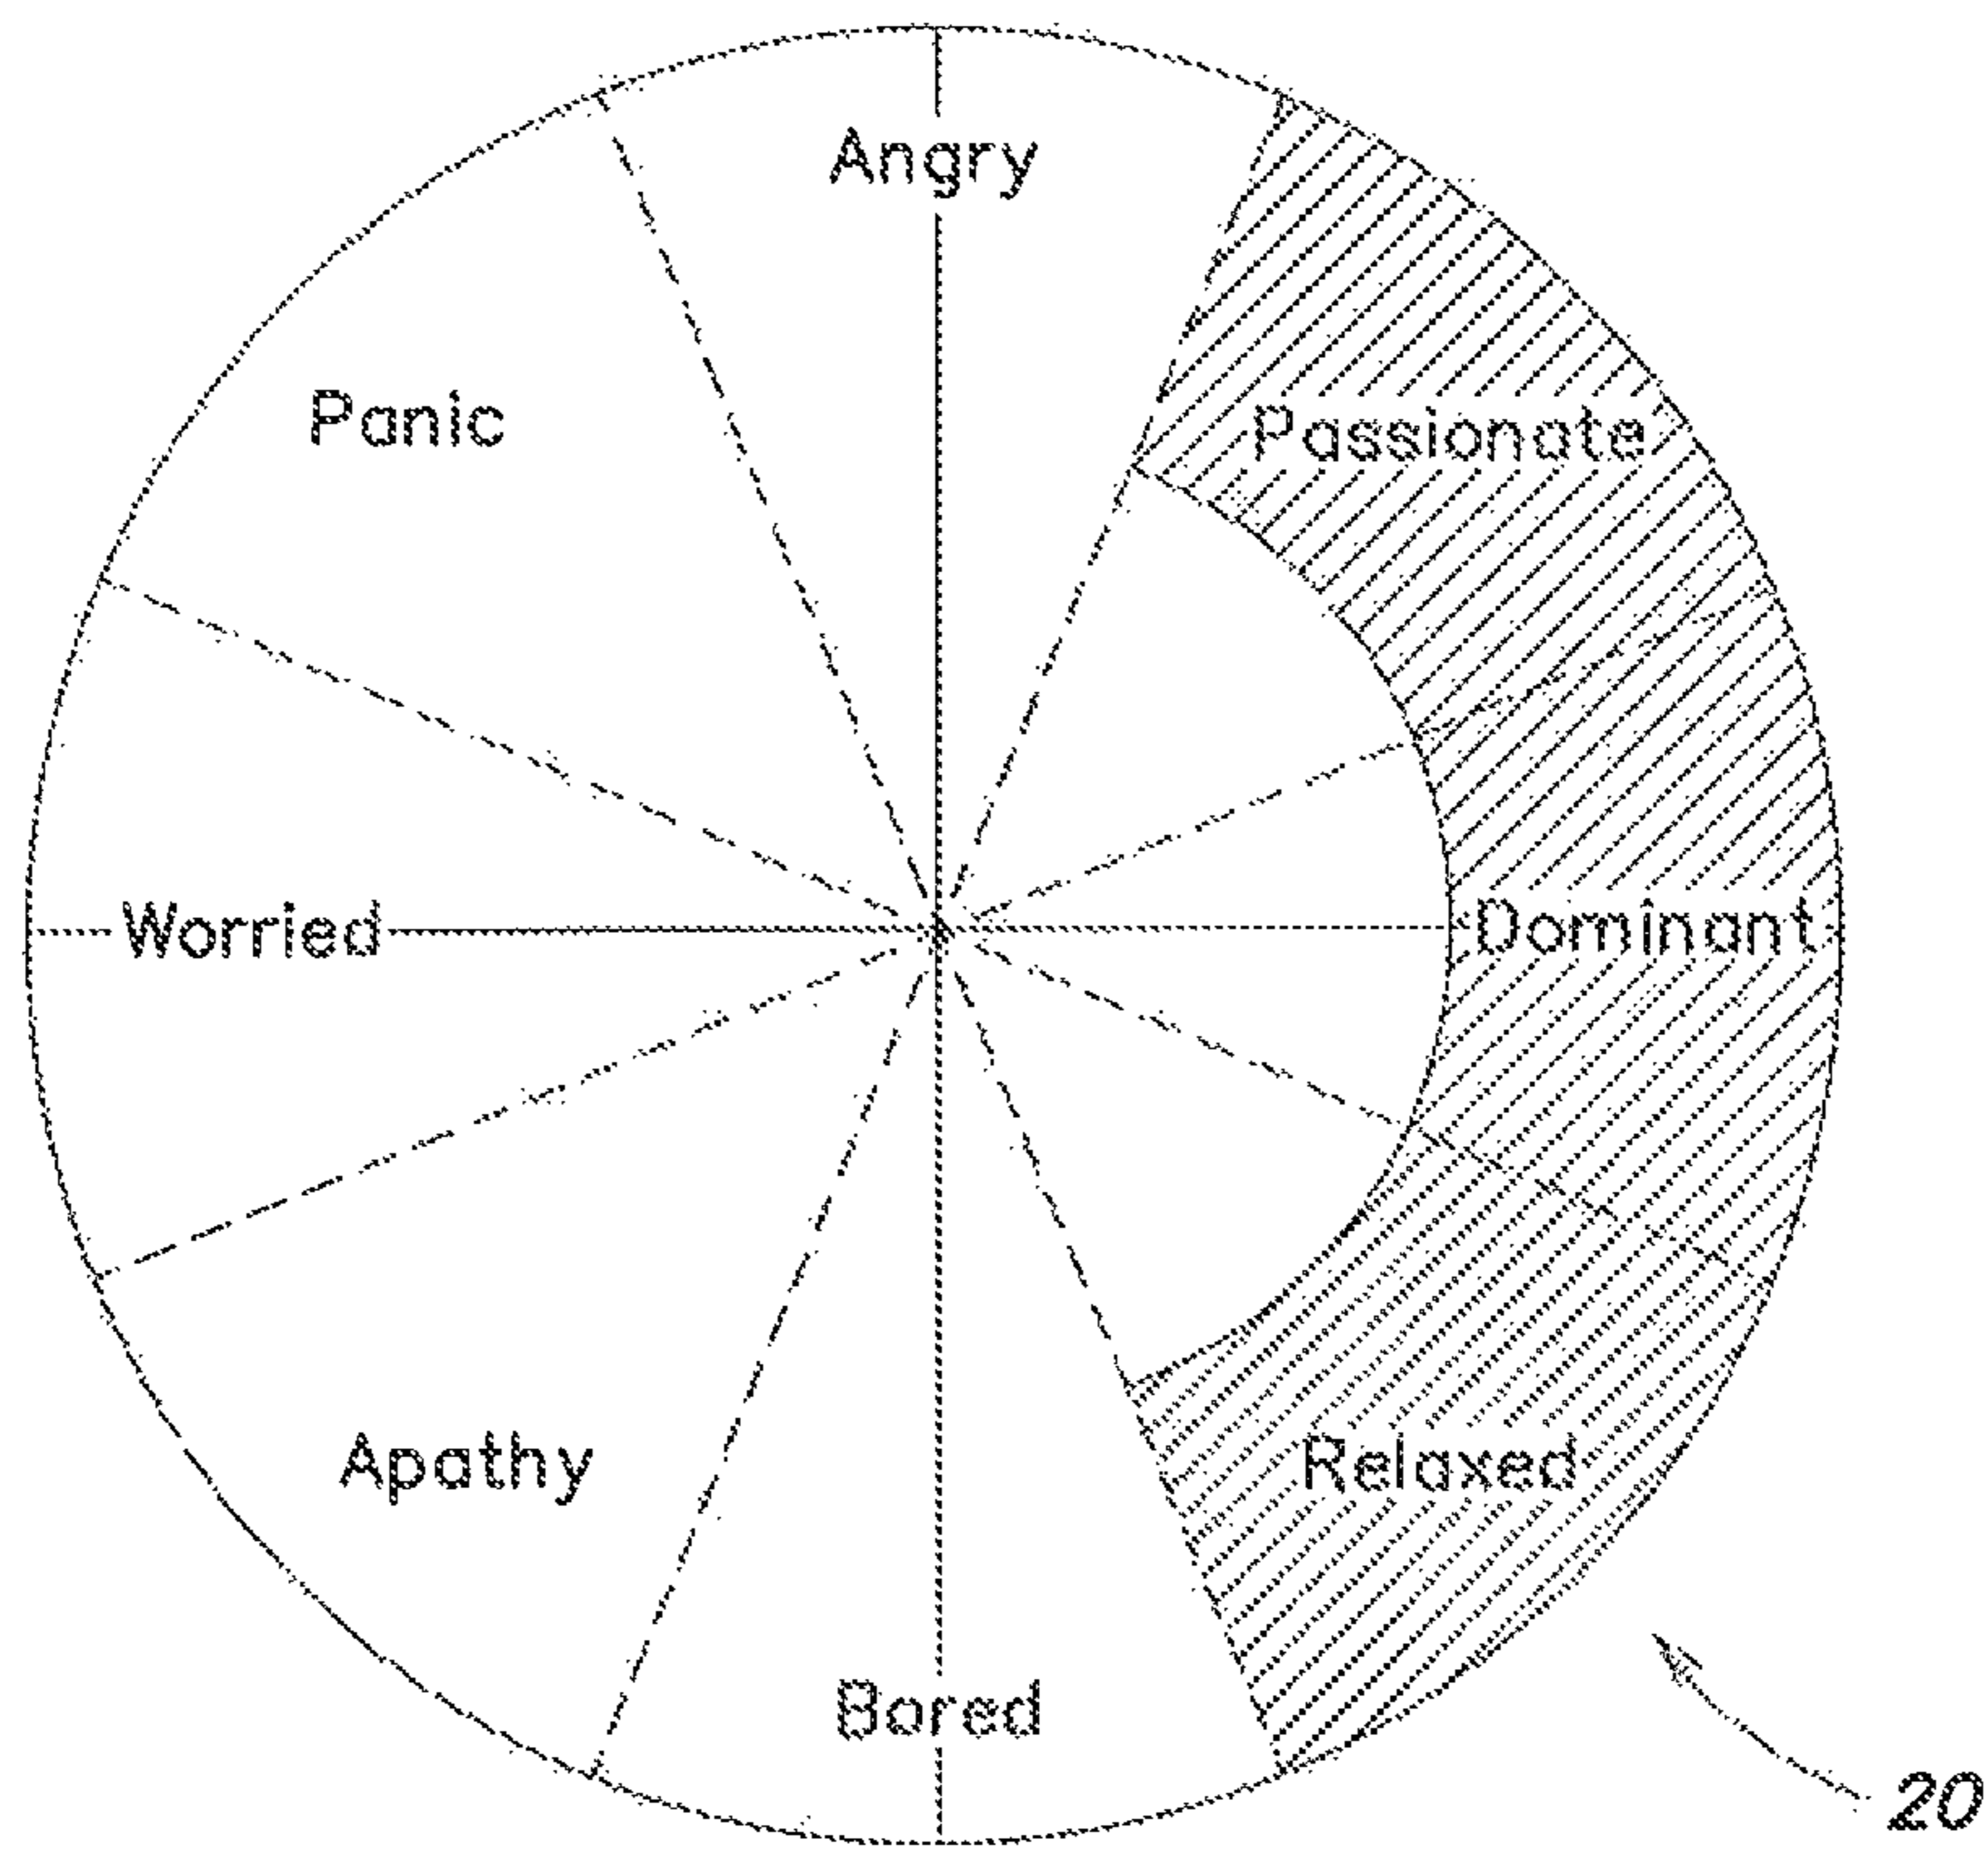 Angry
Panic
Passionate
Worried
Dominant
Apathy
Relaxed
Bored
20